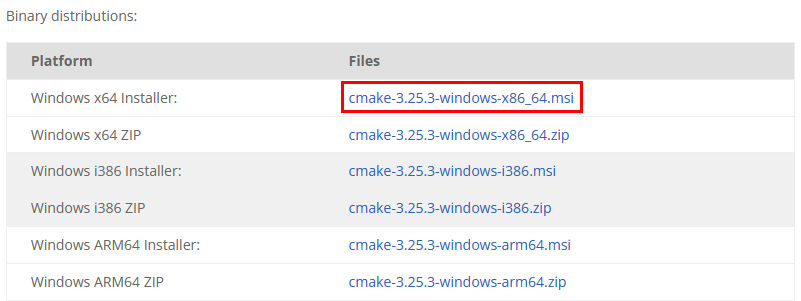 Binary distributions:
Platform Files
Windows x64 Installer: cmake-3.25.3-windows-x86_64.msi
Windows x64 ZIP cmake-3.25.3-windows-x86_64.zip
Windows i386 Installer: cmake-3.25.3-windows-i386.msi
Windows i386 ZIP cmake-3.25.3-windows-i386.zip
Windows ARM64 Installer: cmake-3.25.3-windows-arm64.msi
Windows ARM64 ZIP cmake-3.25.3-windows-arm64.zip